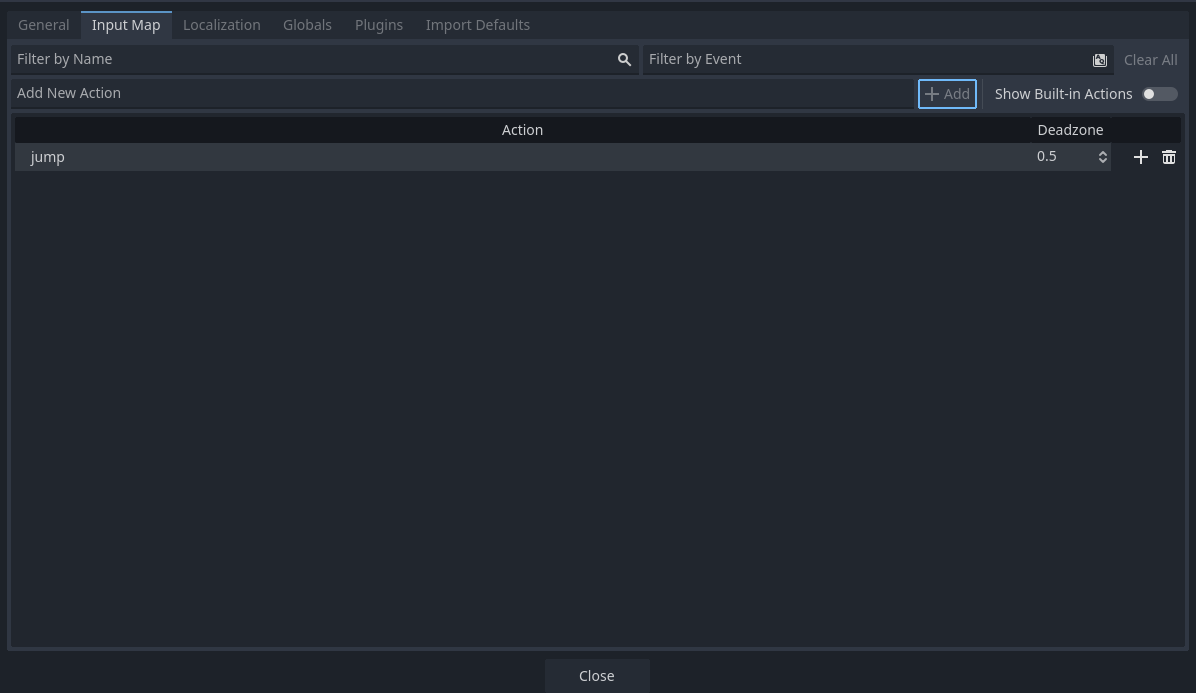 General Input Map Localization Globals Plugins Import Defaults
Filter by Name Filter by Event Clear All
Add New Action Add Show Built-in Actions
Action Deadzone
jump 0.5
Close